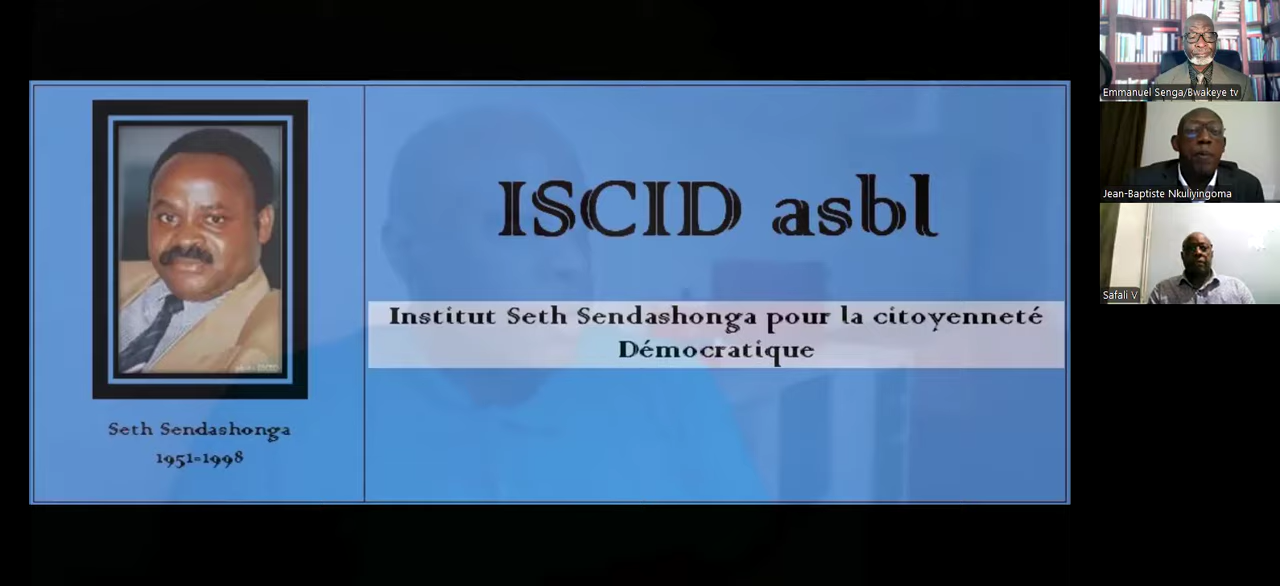 ISCID asbl
Institut Seth Sendashonga pour la citoyenneté
Démocratique
Seth Sendashonga
1951-1998
Emmanuel Senga/Bwakeye tv
Jean-Baptiste Nkuliyingoma
Safali V